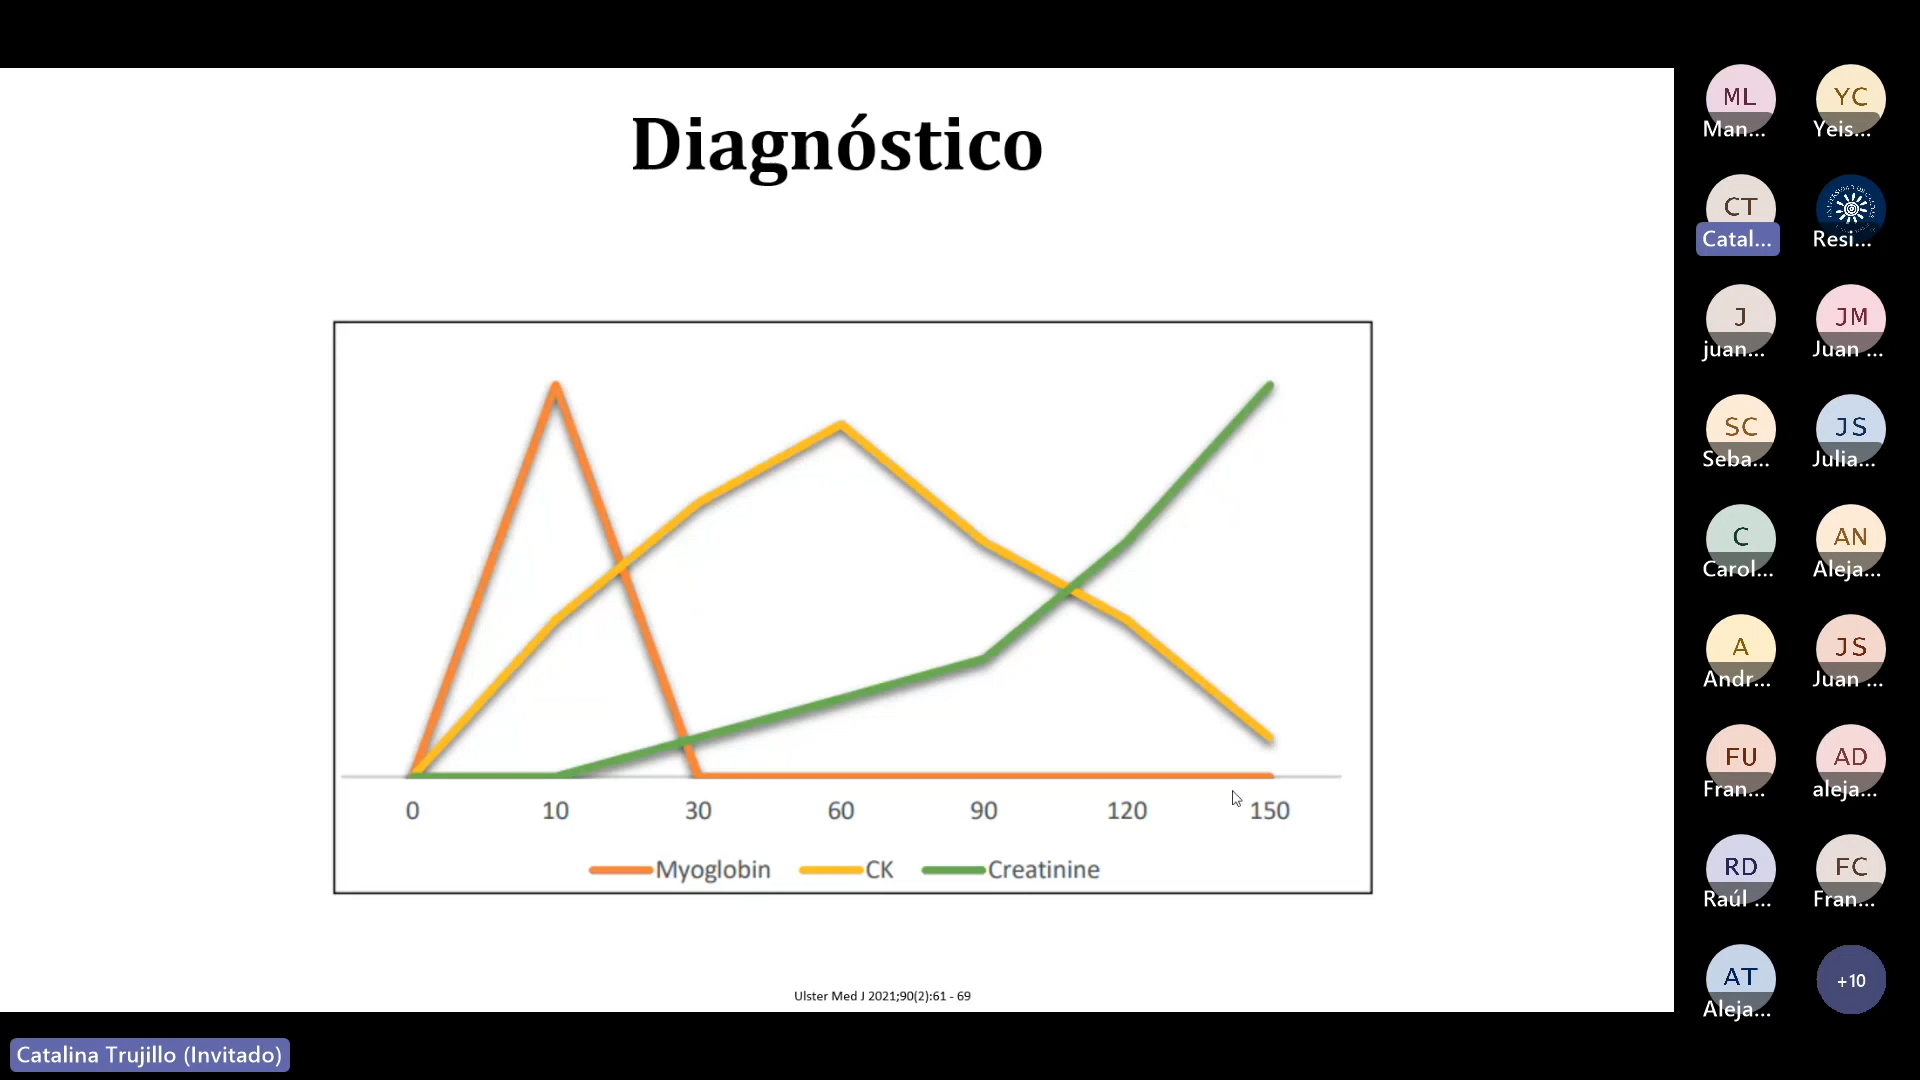 Diagnóstico
0 10 30 60 90 120 150
Myoglobin CK Creatinine
Ulster Med J 2021;90(2):61 - 69
Catalina Trujillo (Invitado)
ML YC
Man... Yeis...
CT
Catal... Resi...
J JM
juan... Juan ...
SC JS
Seba... Julia...
C AN
Carol... Aleja...
A JS
Andr... Juan ...
FU AD
Fran... aleja...
RD FC
Raúl ... Fran...
AT +10
Aleja...